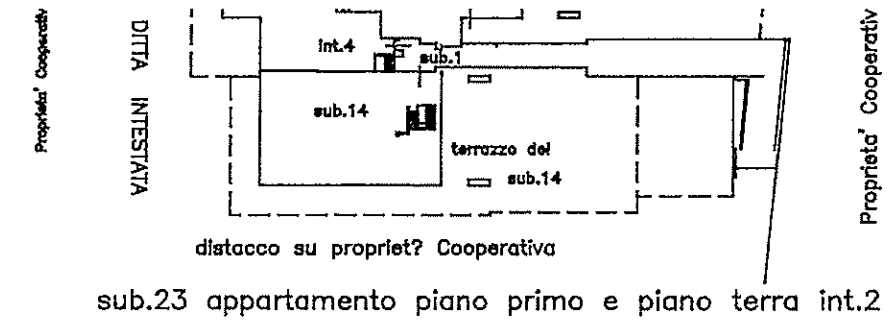 Proprieta' Cooperativ
DITTA INTESTATA
int.4
sub.1
sub.14
terrazzo del
sub.14
Proprieta' Cooperativ
distacco su propriet? Cooperativa
sub.23 appartamento piano primo e piano terra int.2